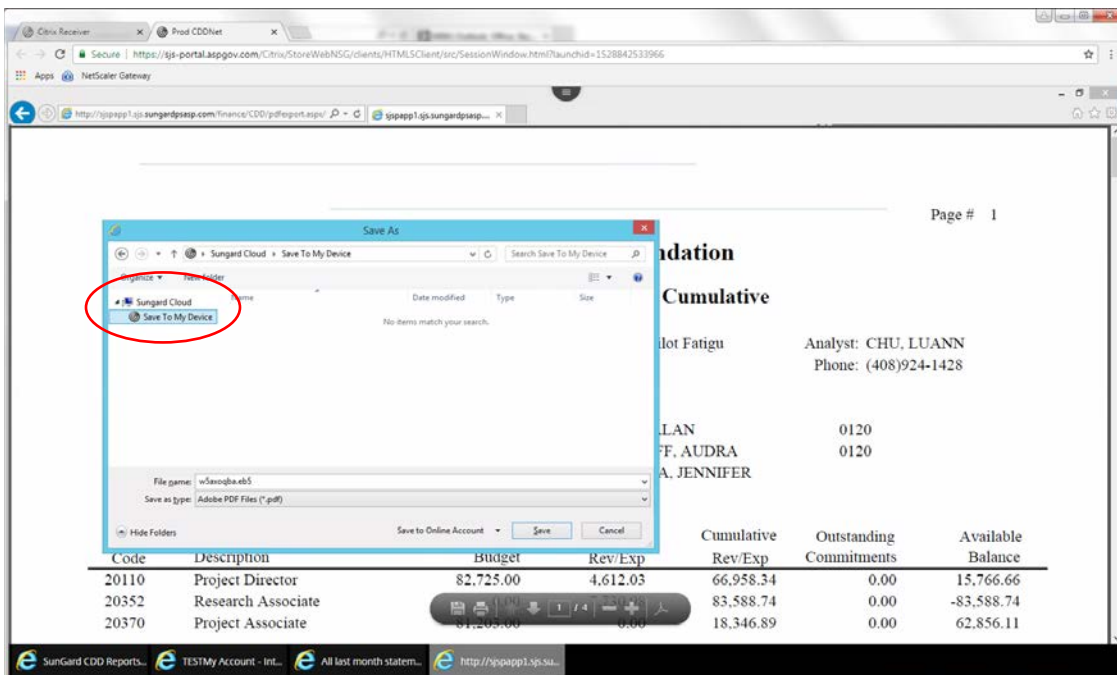 Citrix Receiver
Prod CDDNet
Secure | https://sjs-portal.aspgov.com/Citrix/StoreWebNSG/clients/HTML5Client/src/SessionWindow.html?launchid=1528842533966
Apps NetScaler Gateway
http://sjspapp1.sjs.sungardpsasp.com/finance/CDD/pdfexport.aspx/
sjspapp1.sjs.sungardpsasp....
Page # 1
Save As
ndation
Sungard Cloud Save To My Device
Search Save To My Device
Organize New folder
Cumulative
Sungard Cloud
Name Date modified Type Size
Save To My Device
No items match your search.
ilot Fatigu Analyst: CHU, LUANN
Phone: (408)924-1428
LAN 0120
FF, AUDRA 0120
A, JENNIFER
File name: w5axoqba.eb5
Save as type: Adobe PDF Files (*.pdf)
Hide Folders Save to Online Account Save Cancel
Cumulative Outstanding Available
Code Description Budget Rev/Exp Rev/Exp Commitments Balance
20110 Project Director 82,725.00 4,612.03 66,958.34 0.00 15,766.66
20352 Research Associate 83,588.74 0.00 -83,588.74
1 / 4
20370 Project Associate 81,203.00 0.00 18,346.89 0.00 62,856.11
SunGard CDD Reports... TESTMy Account - Int... All last month statem... http://sjspapp1.sjs.su...